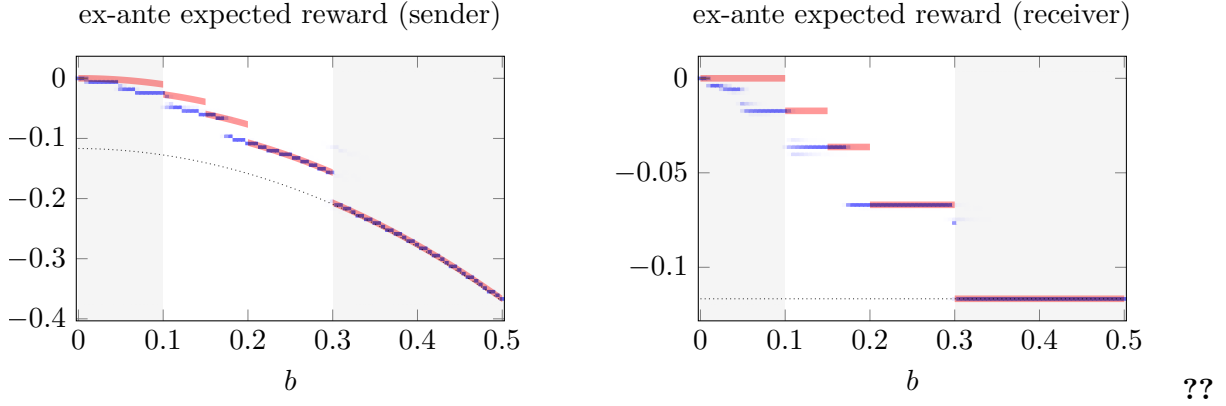 ex-ante expected reward (sender)
0
−0.1
−0.2
−0.3
−0.4
0 0.1 0.2 0.3 0.4 0.5
b
ex-ante expected reward (receiver)
0
−0.05
−0.1
0 0.1 0.2 0.3 0.4 0.5
b
??